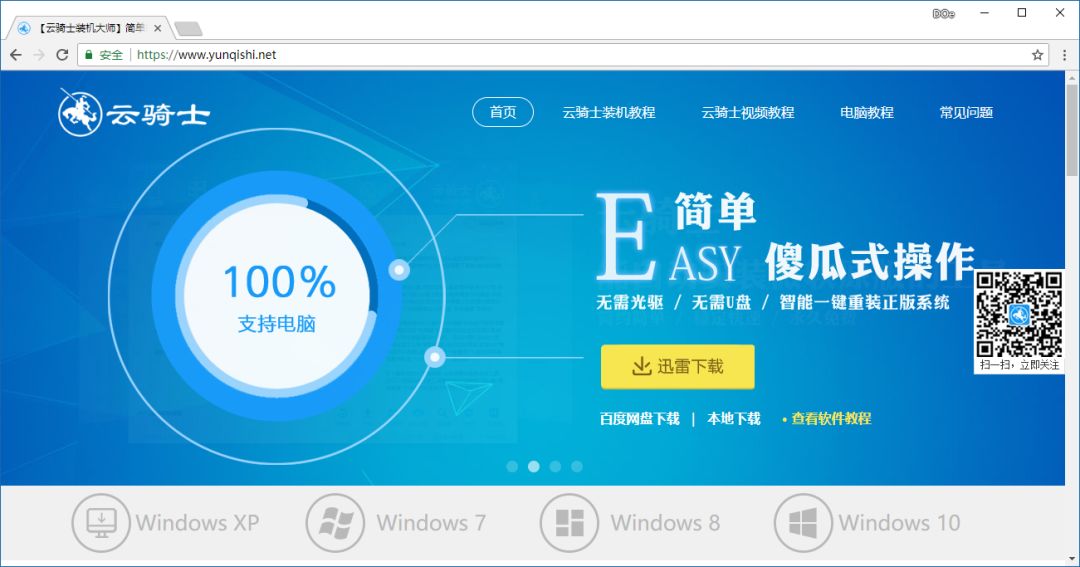 DOe
【云骑士装机大师】简单
安全 https://www.yunqishi.net
云骑士
首页 云骑士装机教程 云骑士视频教程 电脑教程 常见问题
100%
支持电脑
EASY
简单
傻瓜式操作
无需光驱 / 无需U盘 / 智能一键重装正版系统
迅雷下载
百度网盘下载 | 本地下载 • 查看软件教程
扫一扫，立即关注
Windows XP Windows 7 Windows 8 Windows 10